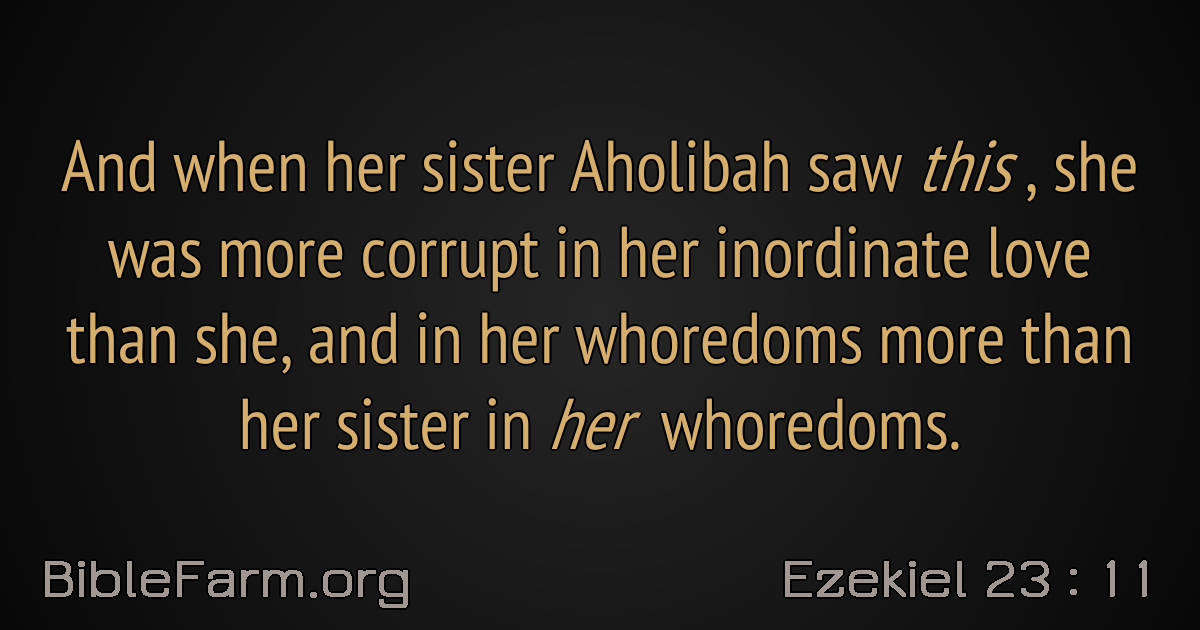 And when her sister Aholibah saw this , she
was more corrupt in her inordinate love
than she, and in her whoredoms more than
her sister in her whoredoms.
BibleFarm.org
Ezekiel 23 : 11